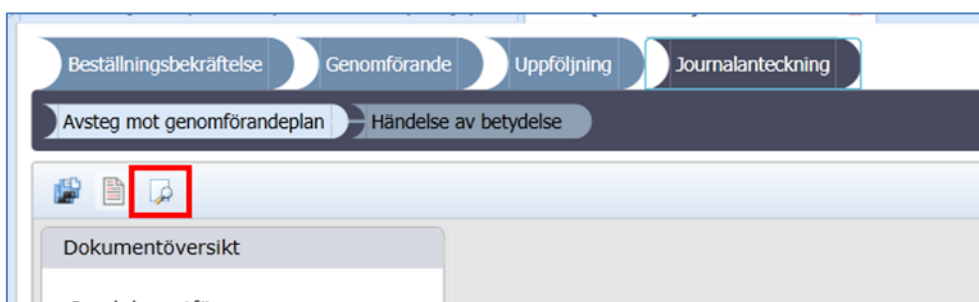 Beställningsbekräftelse Genomförande Uppföljning Journalanteckning
Avsteg mot genomförandeplan Händelse av betydelse
Dokumentöversikt